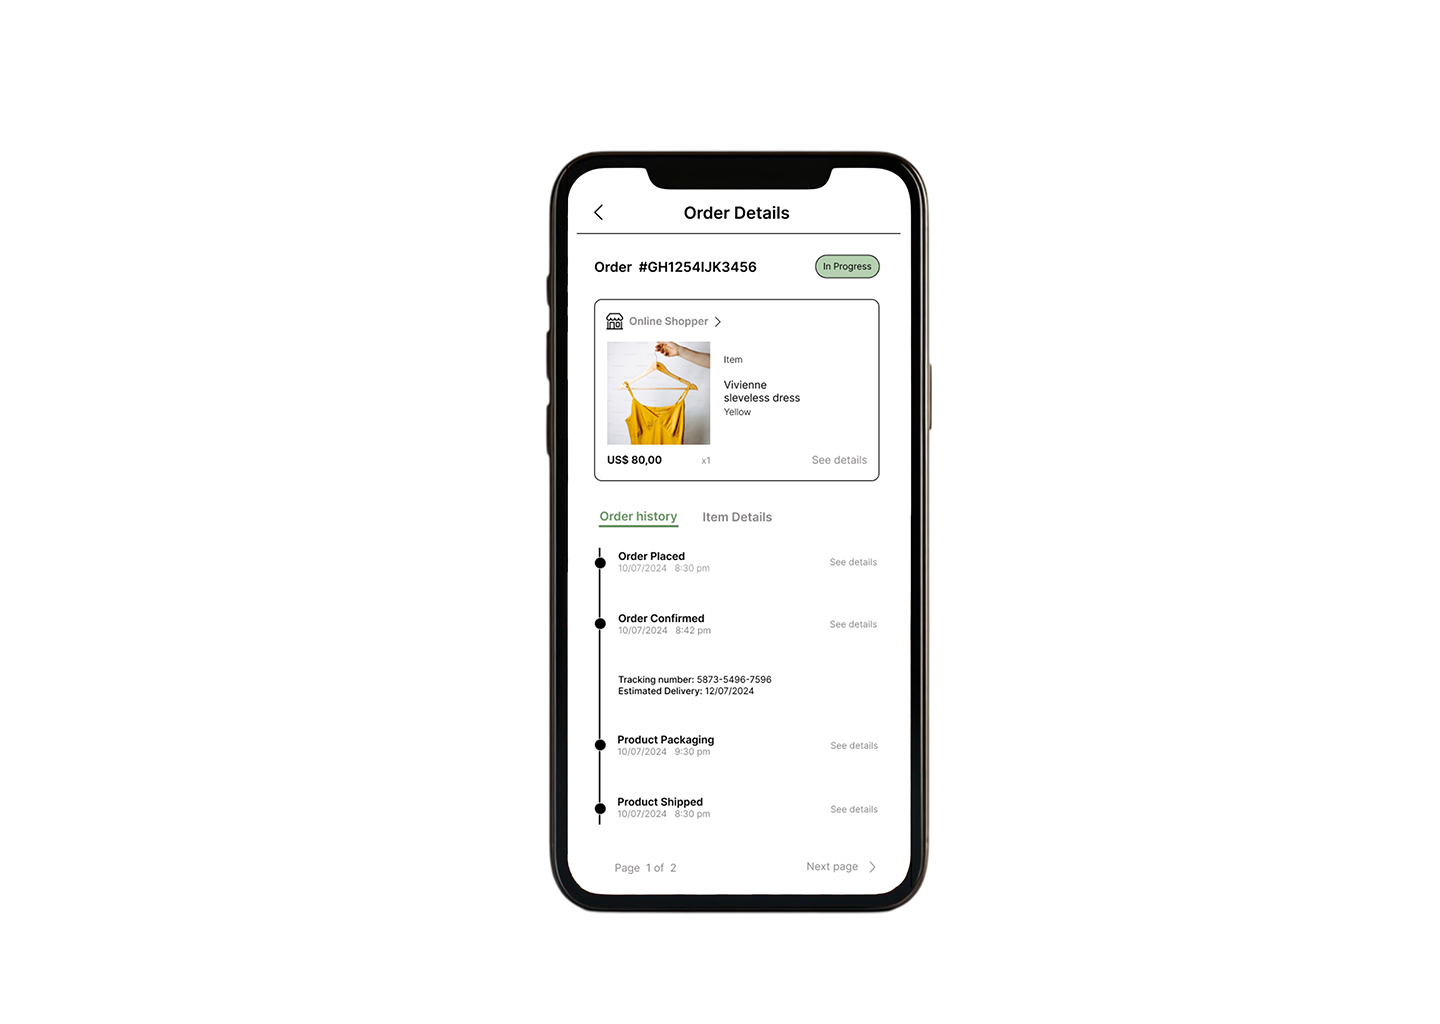 Order Details
Order #GH1254IJK3456
In Progress
Online Shopper
Item
Vivienne
sleveless dress
Yellow
US$ 80,00
x1
See details
Order history
Item Details
Order Placed
10/07/2024 8:30 pm
See details
Order Confirmed
10/07/2024 8:42 pm
See details
Tracking number: 5873-5496-7596
Estimated Delivery: 12/07/2024
Product Packaging
10/07/2024 9:30 pm
See details
Product Shipped
10/07/2024 8:30 pm
See details
Page 1 of 2
Next page